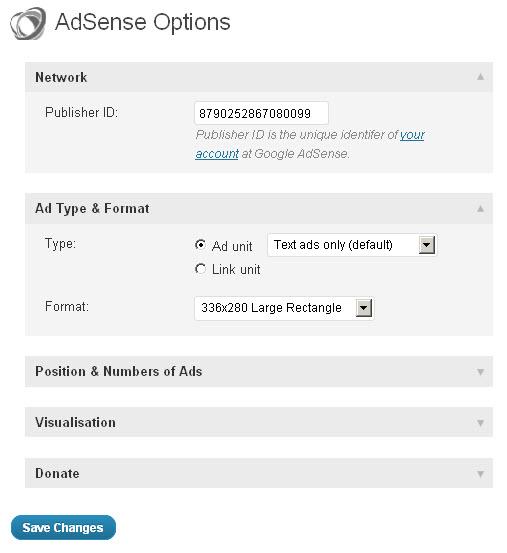 AdSense Options
Network
Publisher ID:
8790252867080099
Publisher ID is the unique identifer of your
account at Google AdSense.
Ad Type & Format
Type:
Ad unit
Text ads only (default)
Link unit
Format:
336x280 Large Rectangle
Position & Numbers of Ads
Visualisation
Donate
Save Changes